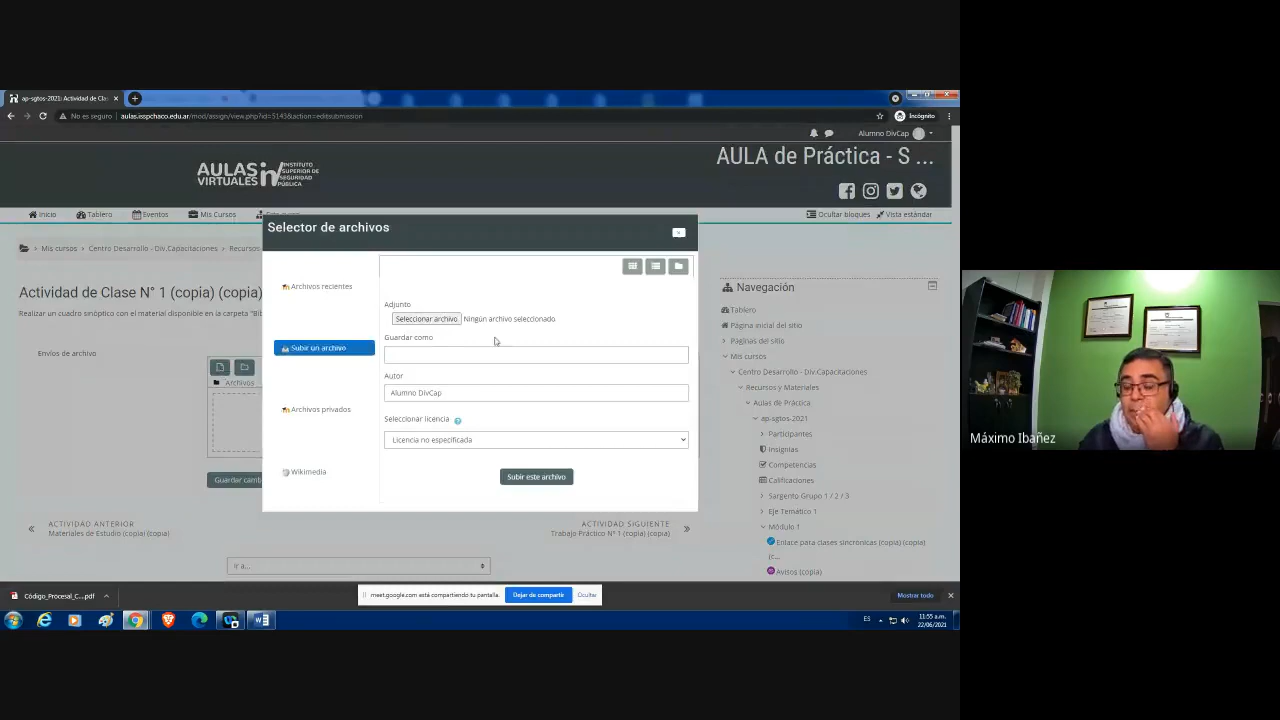 ap-sgtos-2021: Actividad de Cla
No es seguro
aulas.isspchaco.edu.ar/mod/assign/view.php?id=5143&action=editsubmission
Incógnito
Alumno DivCap
AULAS VIRTUALES
INSTITUTO SUPERIOR DE SEGURIDAD PÚBLICA
AULA de Práctica - S ...
Inicio
Tablero
Eventos
Mis Cursos
Ocultar bloques
Vista estándar
Mis cursos
Centro Desarrollo - Div.Capacitaciones
Recursos
Actividad de Clase N° 1 (copia) (copia)
Realizar un cuadro sinóptico con el material disponible en la carpeta "Bib
Envíos de archivo
Archivos
Guardar camb
Selector de archivos
Archivos recientes
Subir un archivo
Archivos privados
Wikimedia
Adjunto
Seleccionar archivo
Ningún archivo seleccionado
Guardar como
Autor
Alumno DivCap
Seleccionar licencia
Licencia no especificada
Subir este archivo
ACTIVIDAD ANTERIOR
Materiales de Estudio (copia) (copia)
ACTIVIDAD SIGUIENTE
Trabajo Práctico N° 1 (copia) (copia)
Ir a...
Navegación
Tablero
Página inicial del sitio
Páginas del sitio
Mis cursos
Centro Desarrollo - Div.Capacitaciones
Recursos y Materiales
Aulas de Práctica
ap-sgtos-2021
Participantes
Insignias
Competencias
Calificaciones
Sargento Grupo 1 / 2 / 3
Eje Temático 1
Módulo 1
Enlace para clases sincrónicas (copia) (copia)
(c...
Avisos (copia)
meet.google.com está compartiendo tu pantalla.
Dejar de compartir
Ocultar
Código_Procesal_C....pdf
Mostrar todo
ES
11:55 a.m.
22/06/2021
Máximo Ibañez